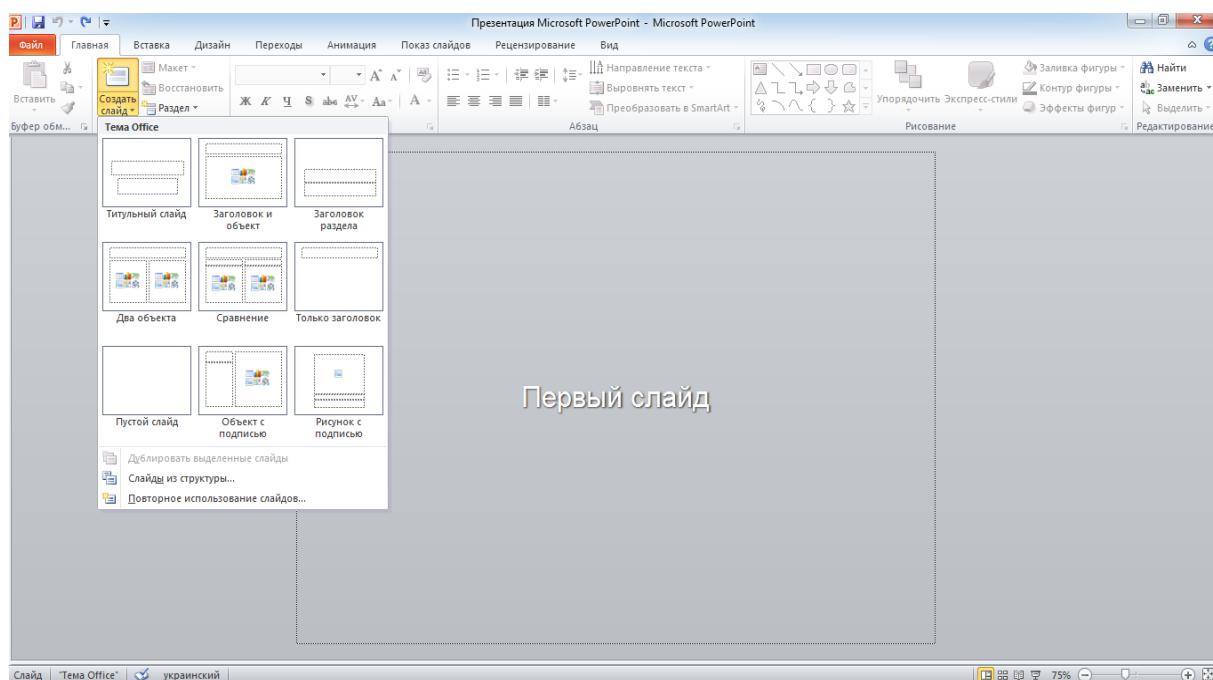 Презентация Microsoft PowerPoint - Microsoft PowerPoint
Файл Главная Вставка Дизайн Переходы Анимация Показ слайдов Рецензирование Вид
Вставить
Буфер обм...
Создать слайд
Макет
Восстановить
Раздел
Ж К Ч S abc AV Aa A
Направление текста
Выровнять текст
Преобразовать в SmartArt
Абзац
Упорядочить Экспресс-стили
Заливка фигуры
Контур фигуры
Эффекты фигур
Рисование
Найти
Заменить
Выделить
Редактирование
Тема Office
Титульный слайд
Заголовок и объект
Заголовок раздела
Два объекта
Сравнение
Только заголовок
Пустой слайд
Объект с подписью
Рисунок с подписью
Дублировать выделенные слайды
Слайды из структуры...
Повторное использование слайдов...
Первый слайд
Слайд "Тема Office" украинский 75%